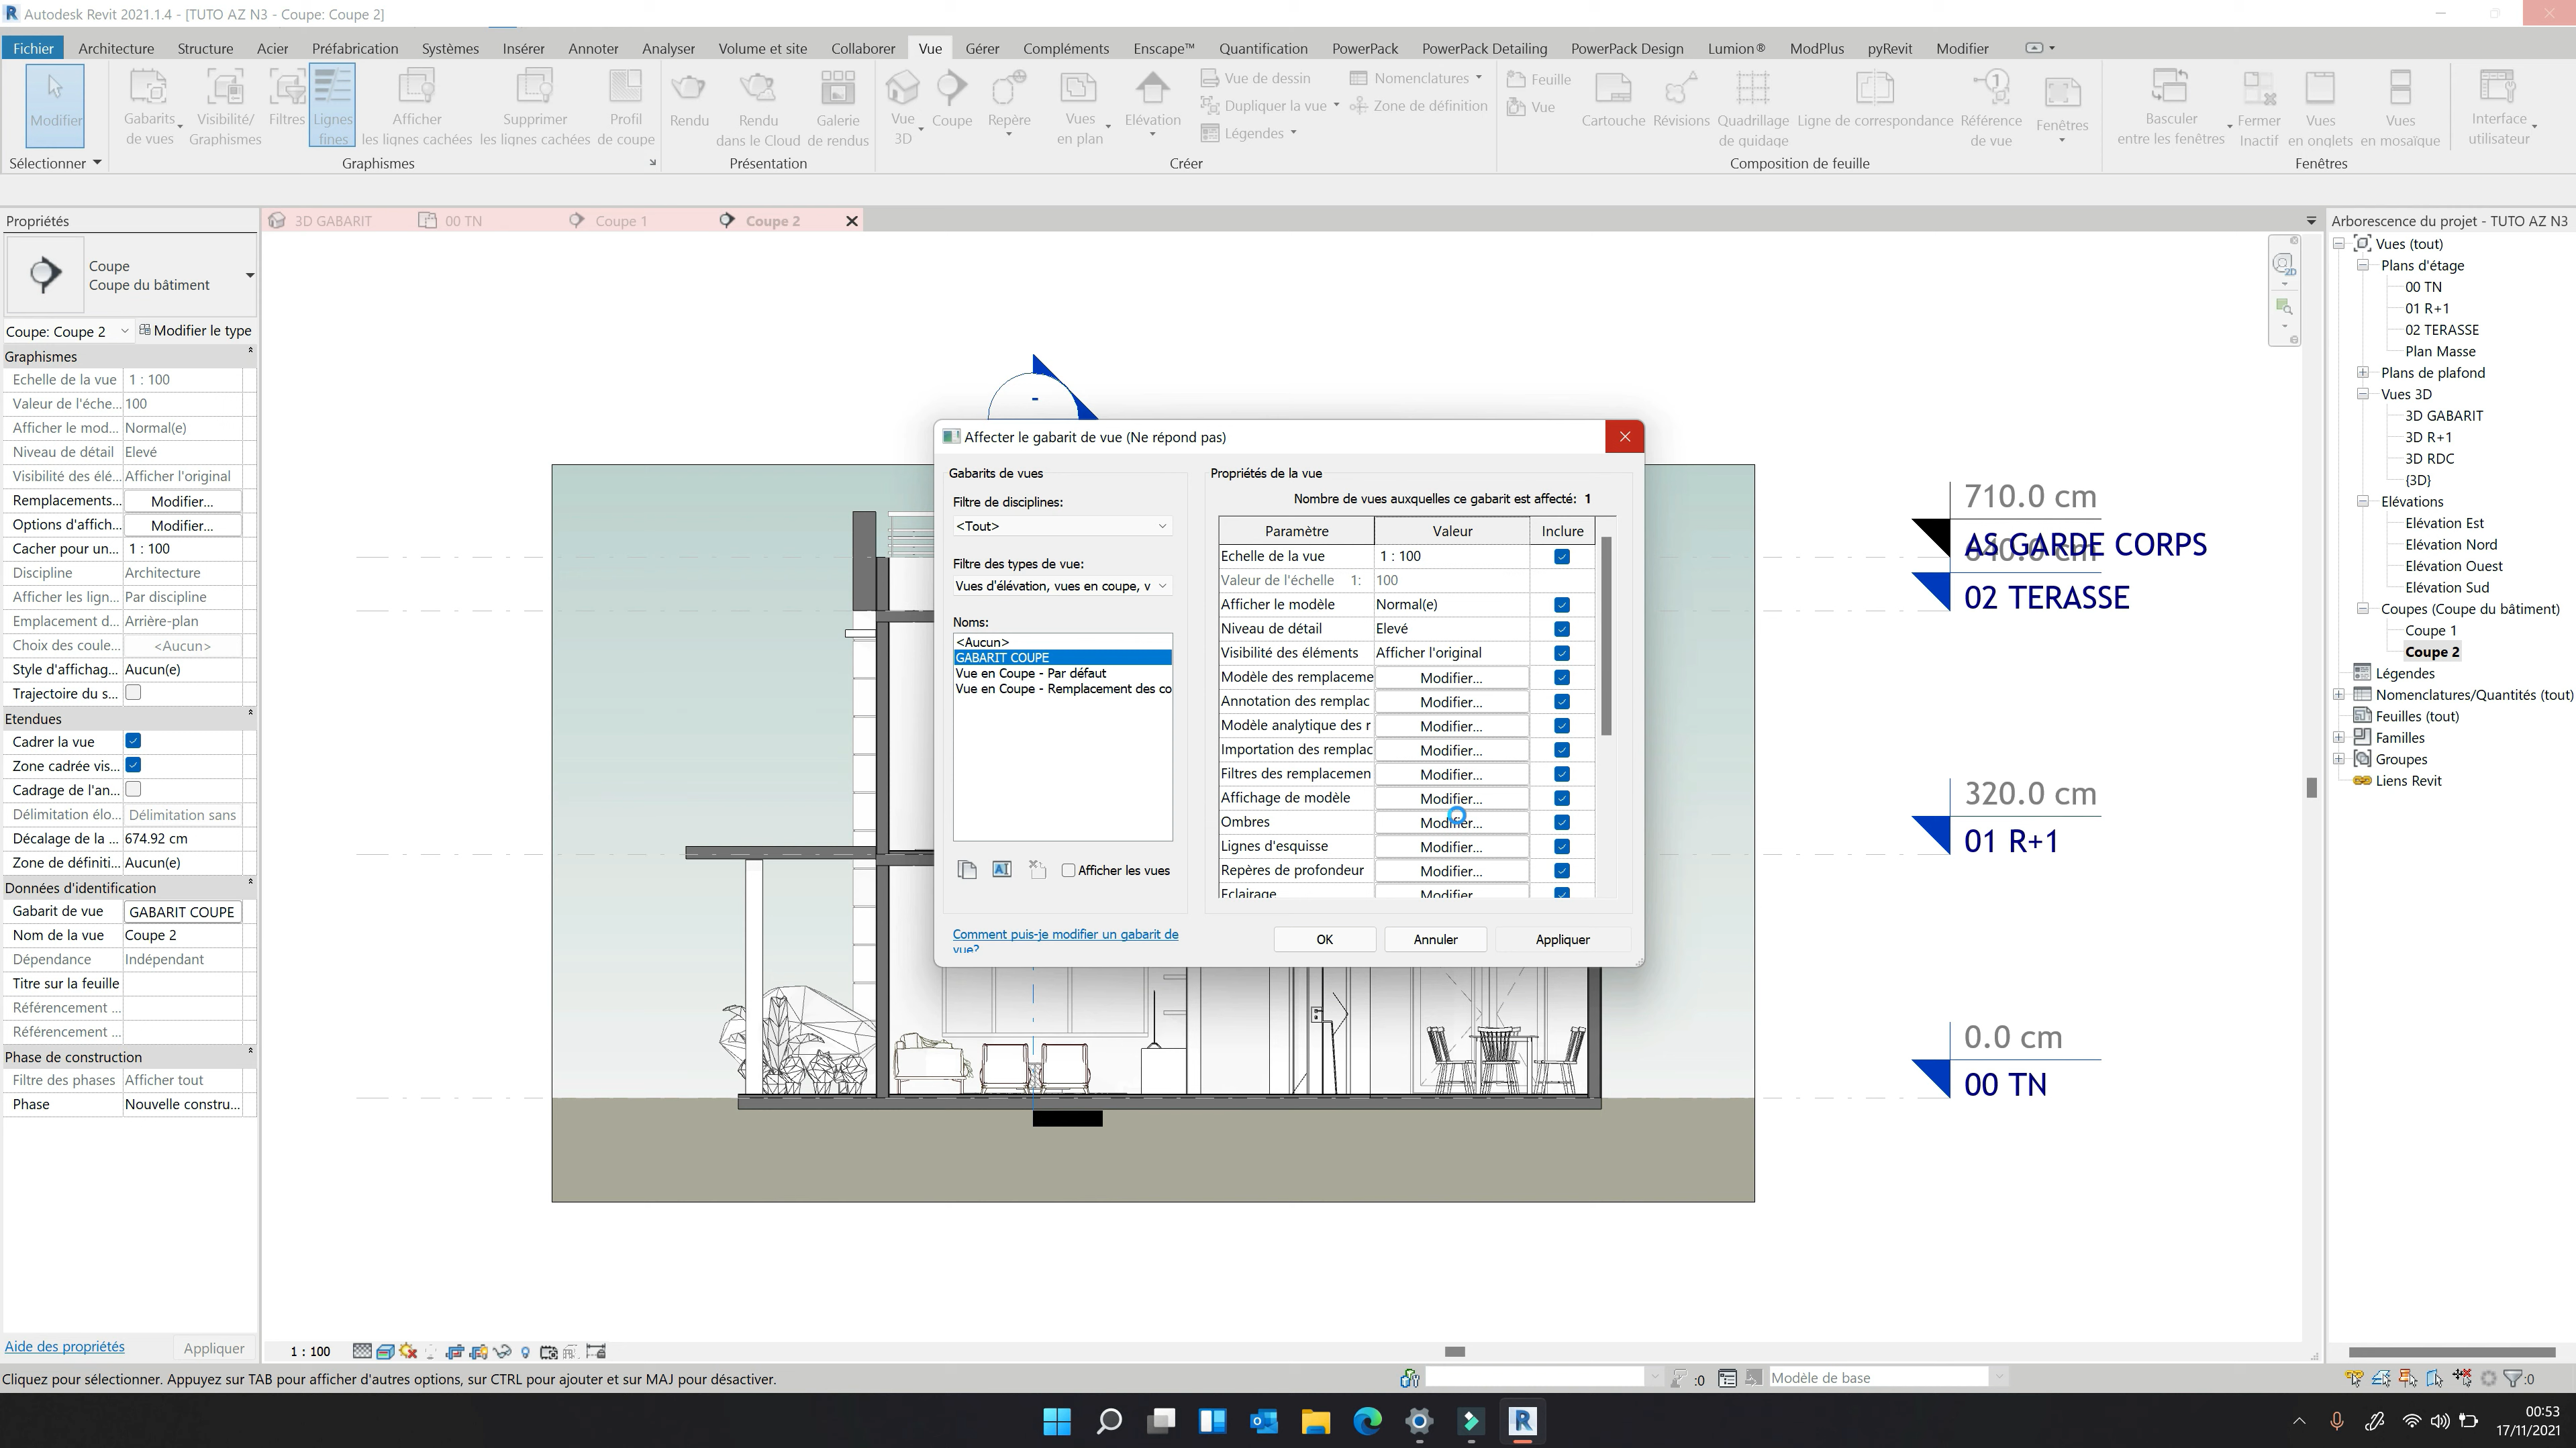 Autodesk Revit 2021.1.4 - [TUTO AZ N3 - Coupe: Coupe 2]
Fichier Architecture Structure Acier Préfabrication Systèmes Insérer Annoter Analyser Volume et site Collaborer Vue Gérer Compléments Enscape™ Quantification PowerPack PowerPack Detailing PowerPack Design Lumion® ModPlus pyRevit Modifier
Modifier
Gabarits de vues
Visibilité/ Graphismes
Filtres
Lignes fines
Afficher les lignes cachées
Supprimer les lignes cachées
Profil de coupe
Rendu
Rendu dans le Cloud
Galerie de rendus
Vue 3D
Coupe
Repère
Vues en plan
Elévation
Vue de dessin
Dupliquer la vue
Légendes
Nomenclatures
Zone de définition
Feuille
Vue
Cartouche
Révisions
Quadrillage de guidage
Ligne de correspondance
Référence de vue
Fenêtres
Basculer entre les fenêtres
Fermer Inactif
Vues en onglets
Vues en mosaïque
Interface utilisateur
Sélectionner
Graphismes
Présentation
Créer
Composition de feuille
Fenêtres
Propriétés
3D GABARIT
00 TN
Coupe 1
Coupe 2
Coupe
Coupe du bâtiment
Coupe: Coupe 2
Modifier le type
Graphismes
Echelle de la vue 1 : 100
Valeur de l'éche... 100
Afficher le mod... Normal(e)
Niveau de détail Elevé
Visibilité des élé... Afficher l'original
Remplacements... Modifier...
Options d'affich... Modifier...
Cacher pour un... 1 : 100
Discipline Architecture
Afficher les lign... Par discipline
Emplacement d... Arrière-plan
Choix des coule... <Aucun>
Style d'affichag... Aucun(e)
Trajectoire du s...
Etendues
Cadrer la vue
Zone cadrée vis...
Cadrage de l'an...
Délimitation élo... Délimitation sans
Décalage de la ... 674.92 cm
Zone de définiti... Aucun(e)
Données d'identification
Gabarit de vue GABARIT COUPE
Nom de la vue Coupe 2
Dépendance Indépendant
Titre sur la feuille
Référencement ...
Référencement ...
Phase de construction
Filtre des phases Afficher tout
Phase Nouvelle constru...
Aide des propriétés Appliquer
Affecter le gabarit de vue (Ne répond pas)
Gabarits de vues
Filtre de disciplines:
<Tout>
Filtre des types de vue:
Vues d'élévation, vues en coupe, v
Noms:
<Aucun>
GABARIT COUPE
Vue en Coupe - Par défaut
Vue en Coupe - Remplacement des co
Afficher les vues
Comment puis-je modifier un gabarit de vue?
Propriétés de la vue
Nombre de vues auxquelles ce gabarit est affecté: 1
Paramètre Valeur Inclure
Echelle de la vue 1 : 100
Valeur de l'échelle 1: 100
Afficher le modèle Normal(e)
Niveau de détail Elevé
Visibilité des éléments Afficher l'original
Modèle des remplaceme Modifier...
Annotation des remplac Modifier...
Modèle analytique des r Modifier...
Importation des remplac Modifier...
Filtres des remplacemen Modifier...
Affichage de modèle Modifier...
Ombres Modifier...
Lignes d'esquisse Modifier...
Repères de profondeur Modifier...
Eclairage Modifier...
OK Annuler Appliquer
710.0 cm
AS GARDE CORPS
640.0 cm
02 TERASSE
320.0 cm
01 R+1
0.0 cm
00 TN
Arborescence du projet - TUTO AZ N3
Vues (tout)
Plans d'étage
00 TN
01 R+1
02 TERASSE
Plan Masse
Plans de plafond
Vues 3D
3D GABARIT
3D R+1
3D RDC
{3D}
Elévations
Elévation Est
Elévation Nord
Elévation Ouest
Elévation Sud
Coupes (Coupe du bâtiment)
Coupe 1
Coupe 2
Légendes
Nomenclatures/Quantités (tout)
Feuilles (tout)
Familles
Groupes
Liens Revit
1 : 100
Cliquez pour sélectionner. Appuyez sur TAB pour afficher d'autres options, sur CTRL pour ajouter et sur MAJ pour désactiver.
:0
Modèle de base
:0
00:53
17/11/2021